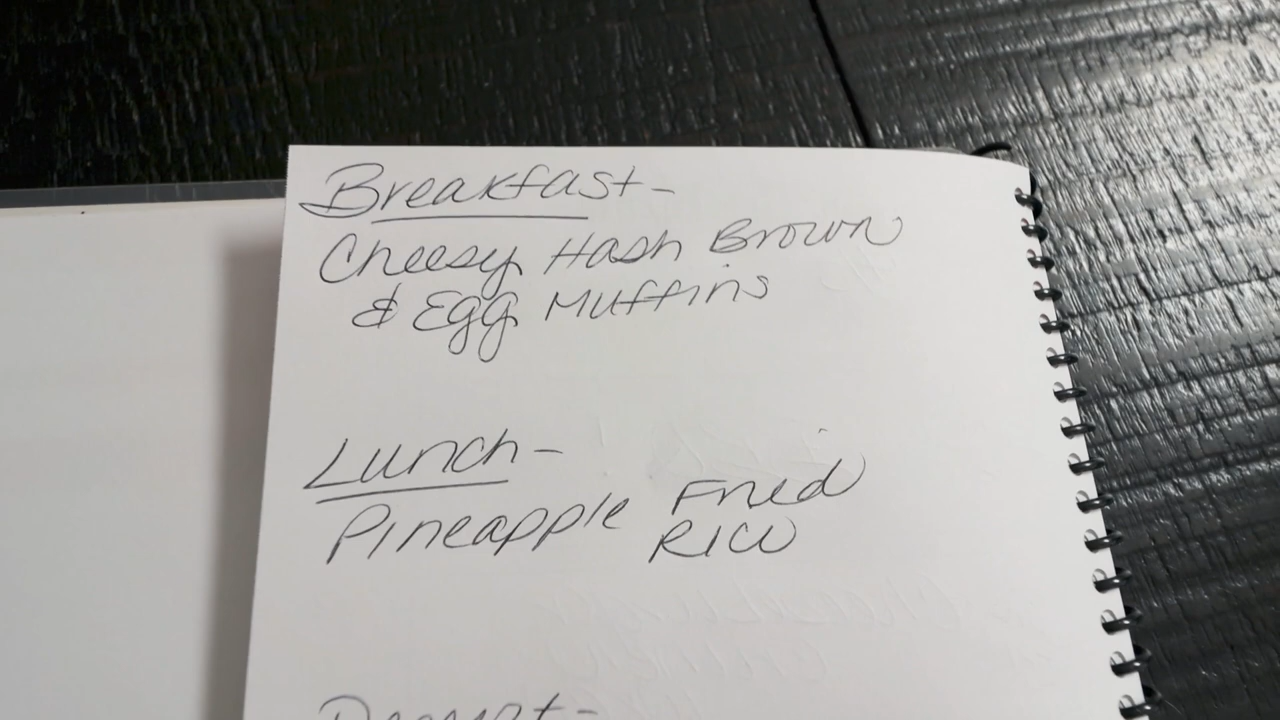 Breakfast-
Cheesy Hash Brown
& Egg Muffins
Lunch-
Pineapple Fried
Rice